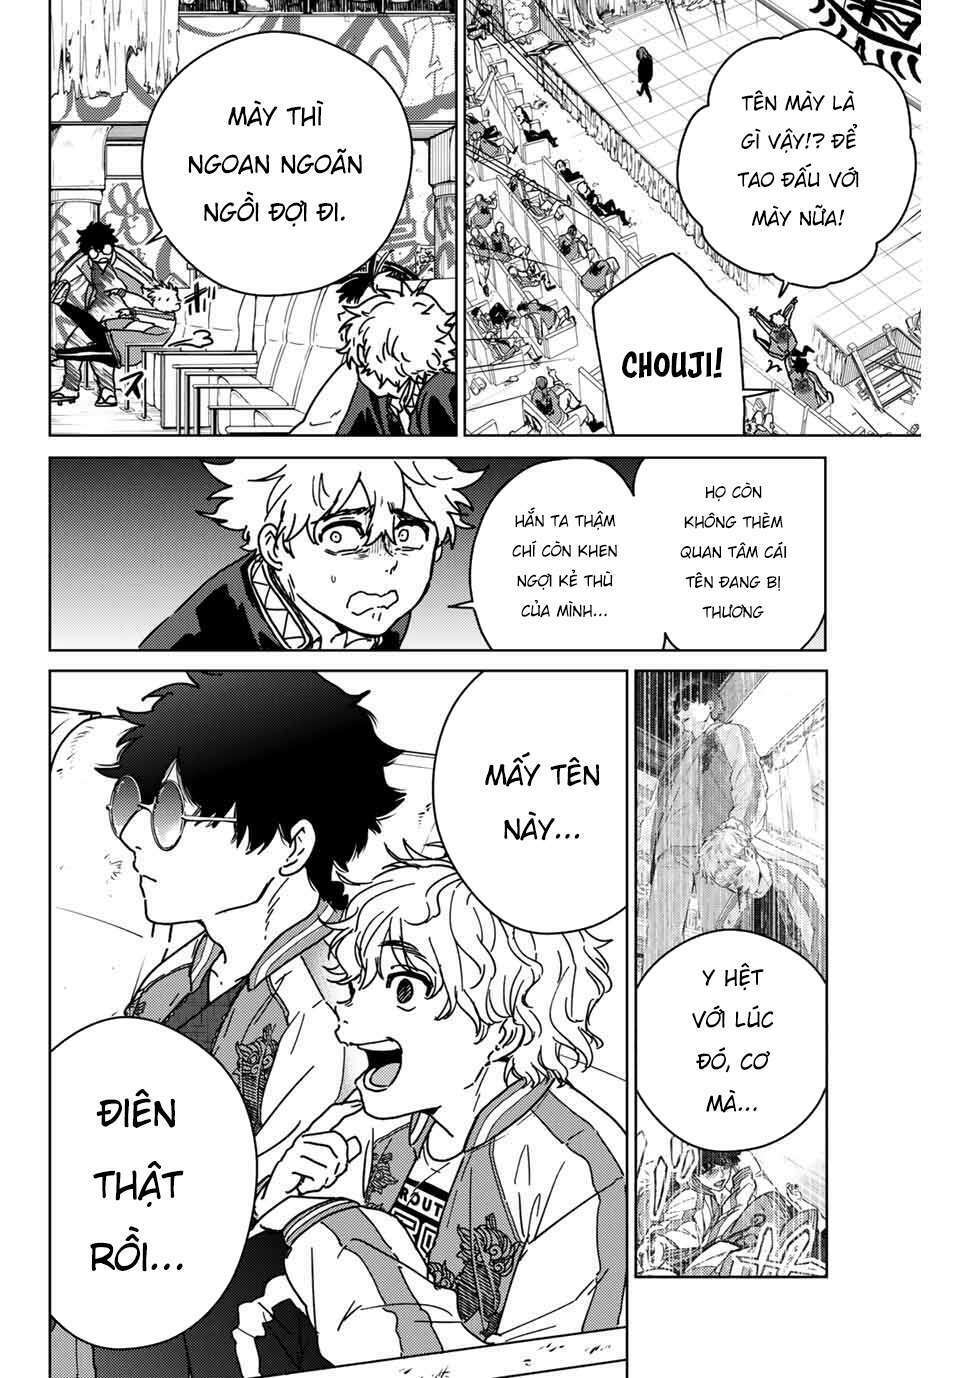 TÊN MÀY LÀ
GÌ VẬY!? ĐỂ
TAO ĐẤU VỚI
MÀY NỮA!
CHOUJI!
MÀY THÌ
NGOAN NGOÃN
NGỒI ĐỢI ĐI.
HỌ CÒN
KHÔNG THÈM
QUAN TÂM CÁI
TÊN ĐANG BỊ
THƯƠNG
HẮN TA THẬM
CHÍ CÒN KHEN
NGỢI KẺ THÙ
CỦA MÌNH...
Y HỆT
VỚI LÚC
ĐÓ, CƠ
MÀ...
MẤY TÊN
NÀY...
ĐIÊN
THẬT
RỒI...
ROUT